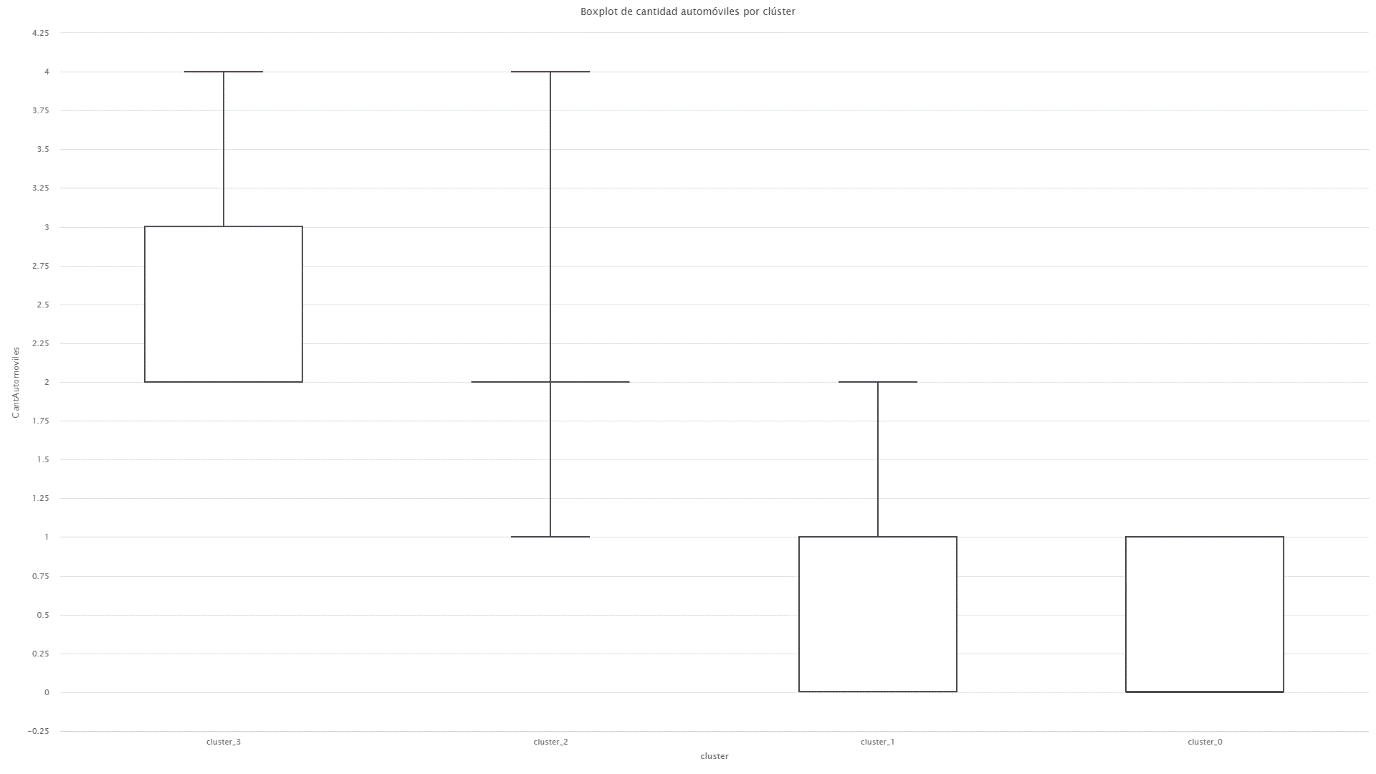 Boxplot de cantidad automóviles por clúster
4.25
4
3.75
3.5
3.25
3
2.75
2.5
2.25
2
1.75
1.5
1.25
1
0.75
0.5
0.25
0
-0.25
CantAutomoviles
cluster_3
cluster_2
cluster_1
cluster_0
cluster